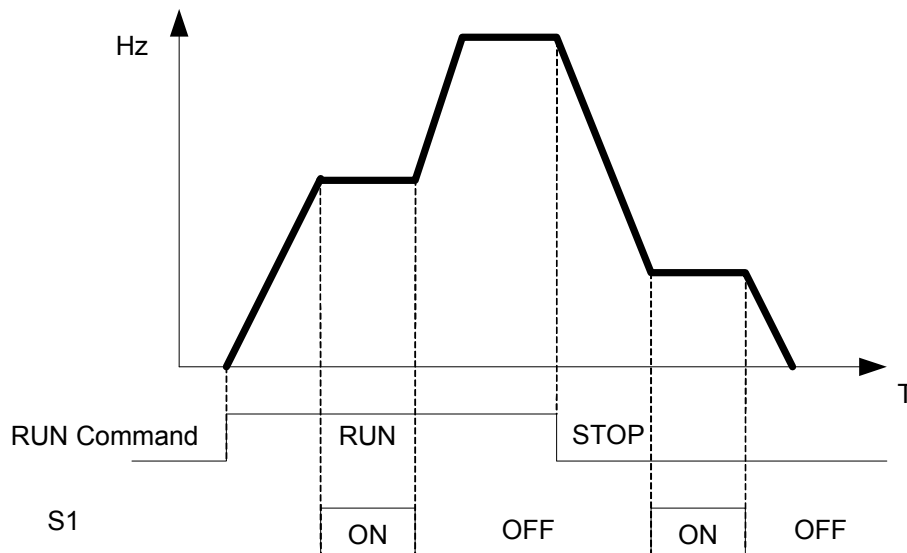 Hz
T
RUN Command
RUN
STOP
S1
ON
OFF
ON
OFF